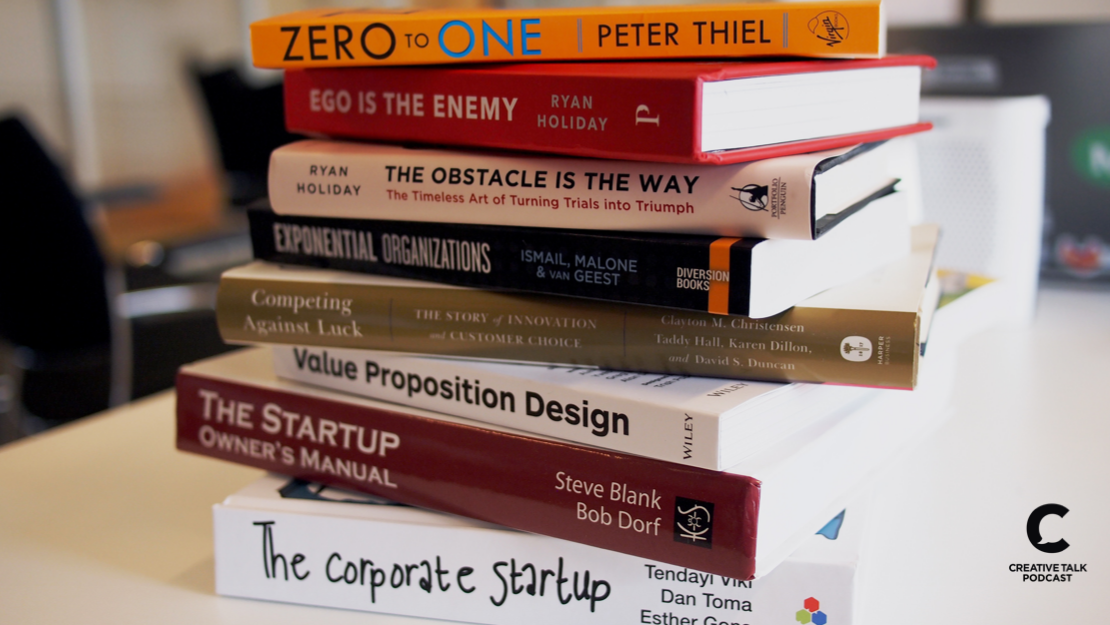 ZERO TO ONE | PETER THIEL |
Virgin
EGO IS THE ENEMY
RYAN
HOLIDAY
P
RYAN
HOLIDAY
THE OBSTACLE IS THE WAY
The Timeless Art of Turning Trials into Triumph
PORTFOLIO
PENGUIN
EXPONENTIAL ORGANIZATIONS
ISMAIL, MALONE
& VAN GEEST
DIVERSION
BOOKS
Competing
Against Luck
THE STORY of INNOVATION
and CUSTOMER CHOICE
Clayton M. Christensen
Taddy Hall, Karen Dillon,
and David S. Duncan
HARPER
BUSINESS
Value Proposition Design
WILEY
WILEY
THE STARTUP
OWNER'S MANUAL
Steve Blank
Bob Dorf
K&S
The corporate startup
Tendayi Viki
Dan Toma
Esther
C
CREATIVE TALK
PODCAST